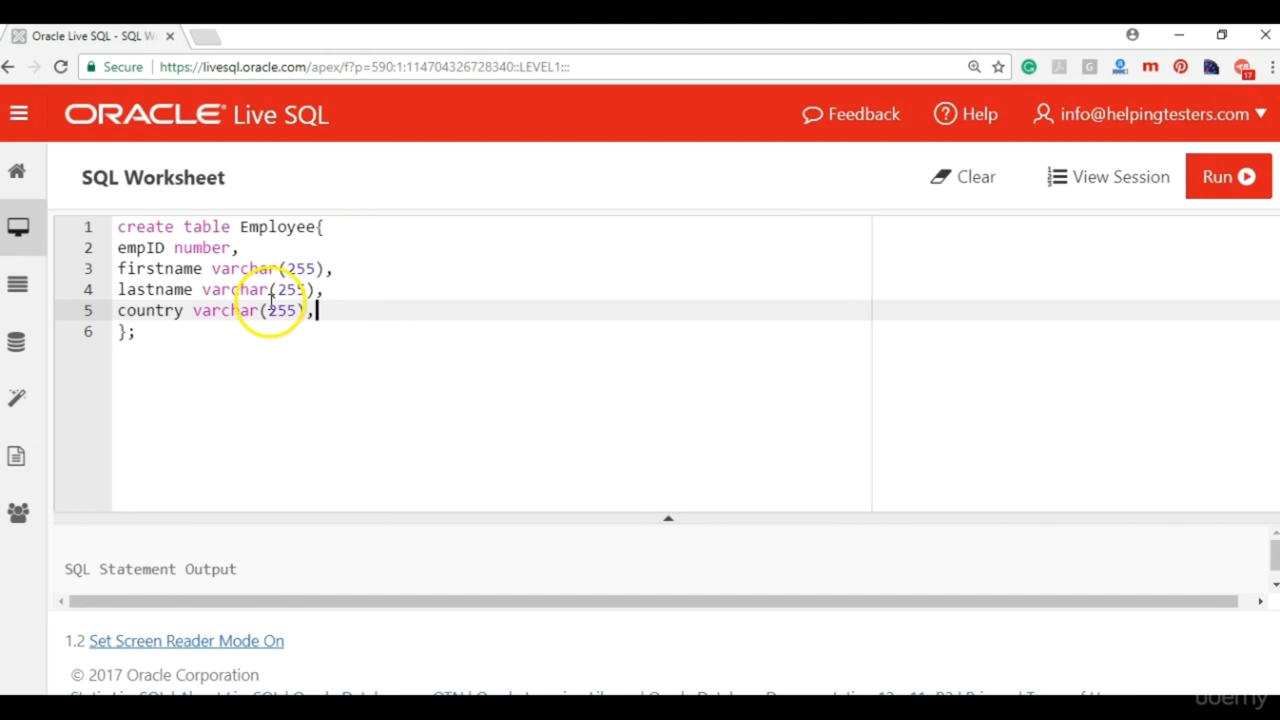 Oracle Live SQL - SQL W
Secure https://livesql.oracle.com/apex/f?p=590:1:114704326728340::LEVEL1:::
17
ORACLE Live SQL
Feedback
Help
info@helpingtesters.com
SQL Worksheet
Clear
View Session
Run
1 create table Employee{
2 empID number,
3 firstname varchar(255),
4 lastname varchar(255),
5 country varchar(255),
6 };
SQL Statement Output
1.2 Set Screen Reader Mode On
© 2017 Oracle Corporation
udemy